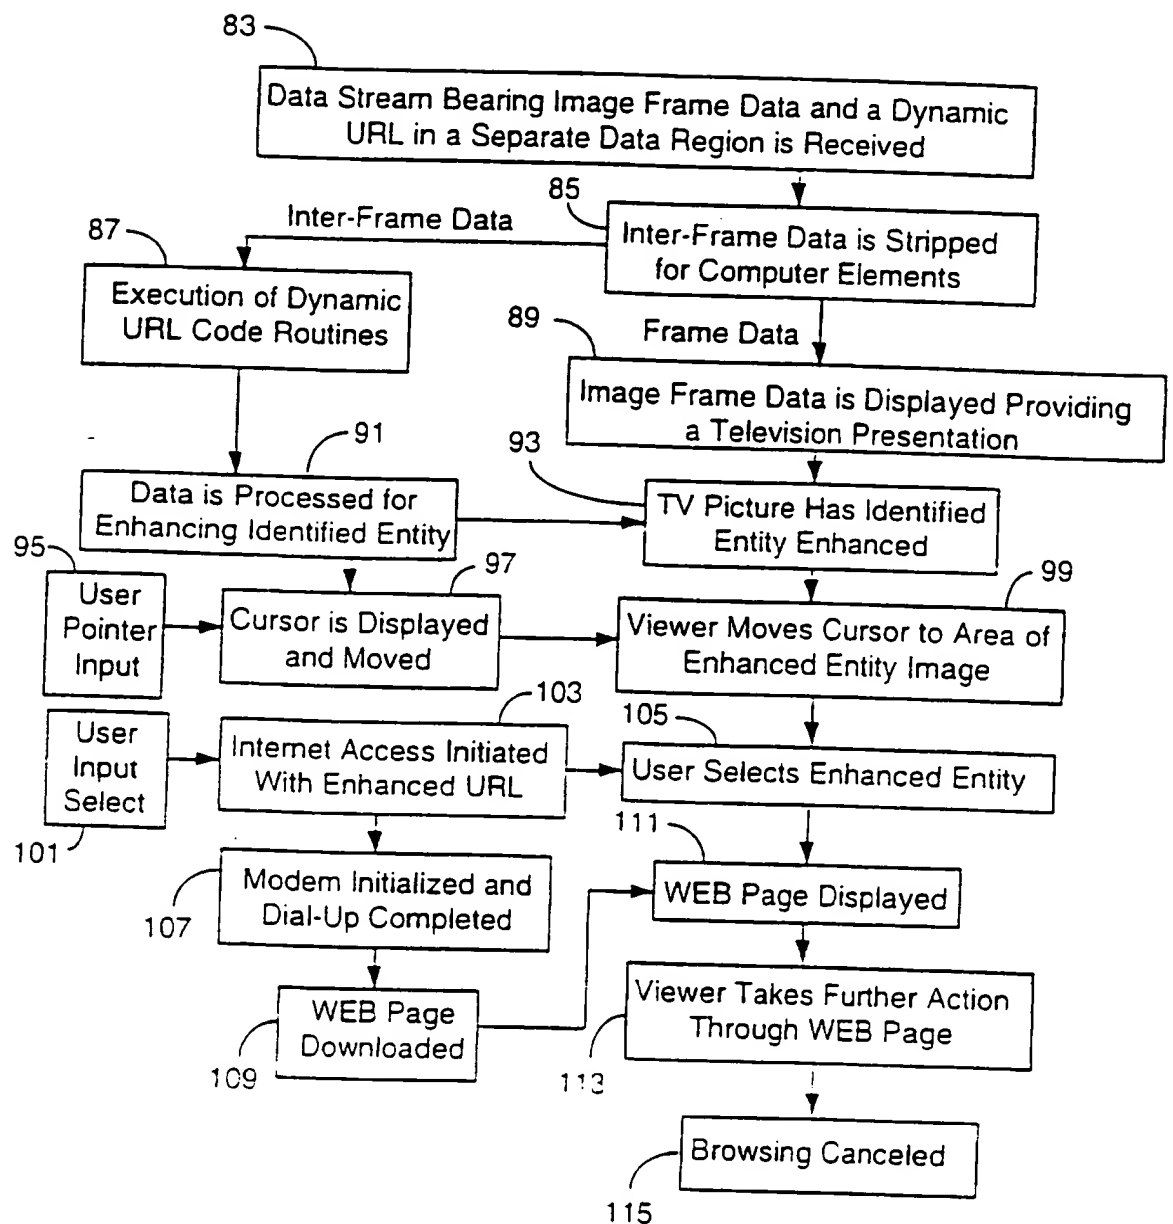 83
Data Stream Bearing Image Frame Data and a Dynamic
URL in a Separate Data Region is Received
85
Inter-Frame Data
87
Inter-Frame Data is Stripped
for Computer Elements
Execution of Dynamic
URL Code Routines
89
Frame Data
Image Frame Data is Displayed Providing
a Television Presentation
91
93
Data is Processed for
Enhancing Identified Entity
TV Picture Has Identified
Entity Enhanced
95
97
99
User
Pointer
Input
Cursor is Displayed
and Moved
Viewer Moves Cursor to Area of
Enhanced Entity Image
103
105
User
Input
Select
101
Internet Access Initiated
With Enhanced URL
User Selects Enhanced Entity
111
Modem Initialized and
Dial-Up Completed
107
WEB Page Displayed
WEB Page
Downloaded
109
Viewer Takes Further Action
Through WEB Page
113
Browsing Canceled
115